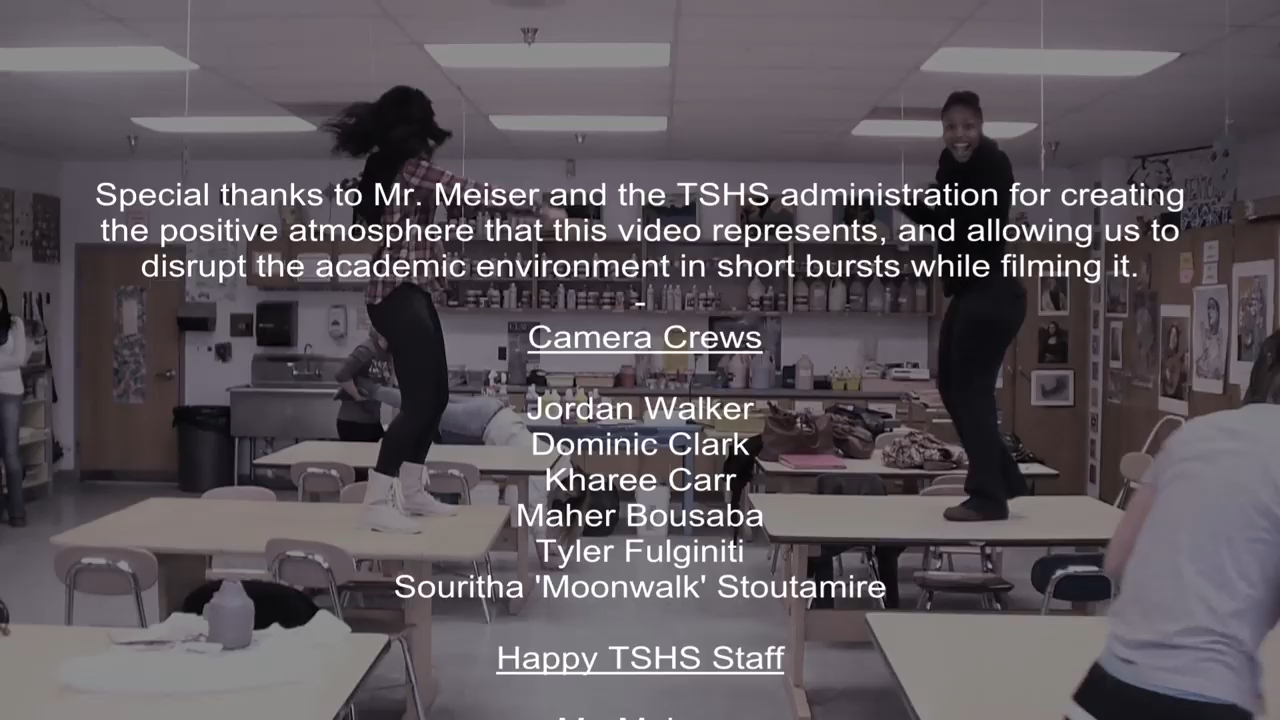 Special thanks to Mr. Meiser and the TSHS administration for creating
the positive atmosphere that this video represents, and allowing us to
disrupt the academic environment in short bursts while filming it.
-
Camera Crews
Jordan Walker
Dominic Clark
Kharee Carr
Maher Bousaba
Tyler Fulginiti
Souritha 'Moonwalk' Stoutamire
Happy TSHS Staff